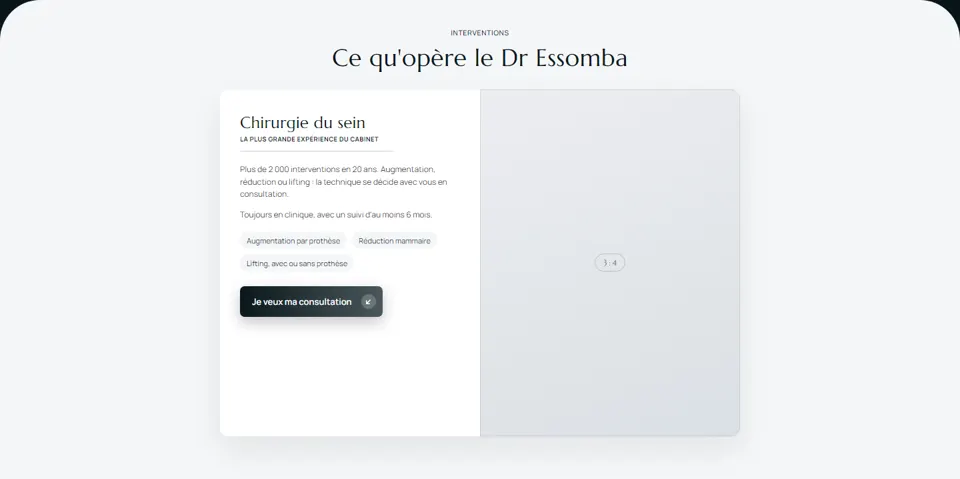 INTERVENTIONS
Ce qu'opère le Dr Essomba
Chirurgie du sein
LA PLUS GRANDE EXPÉRIENCE DU CABINET
Plus de 2 000 interventions en 20 ans. Augmentation,
réduction ou lifting : la technique se décide avec vous en
consultation.
Toujours en clinique, avec un suivi d'au moins 6 mois.
Augmentation par prothèse
Réduction mammaire
Lifting, avec ou sans prothèse
Je veux ma consultation
3 : 4